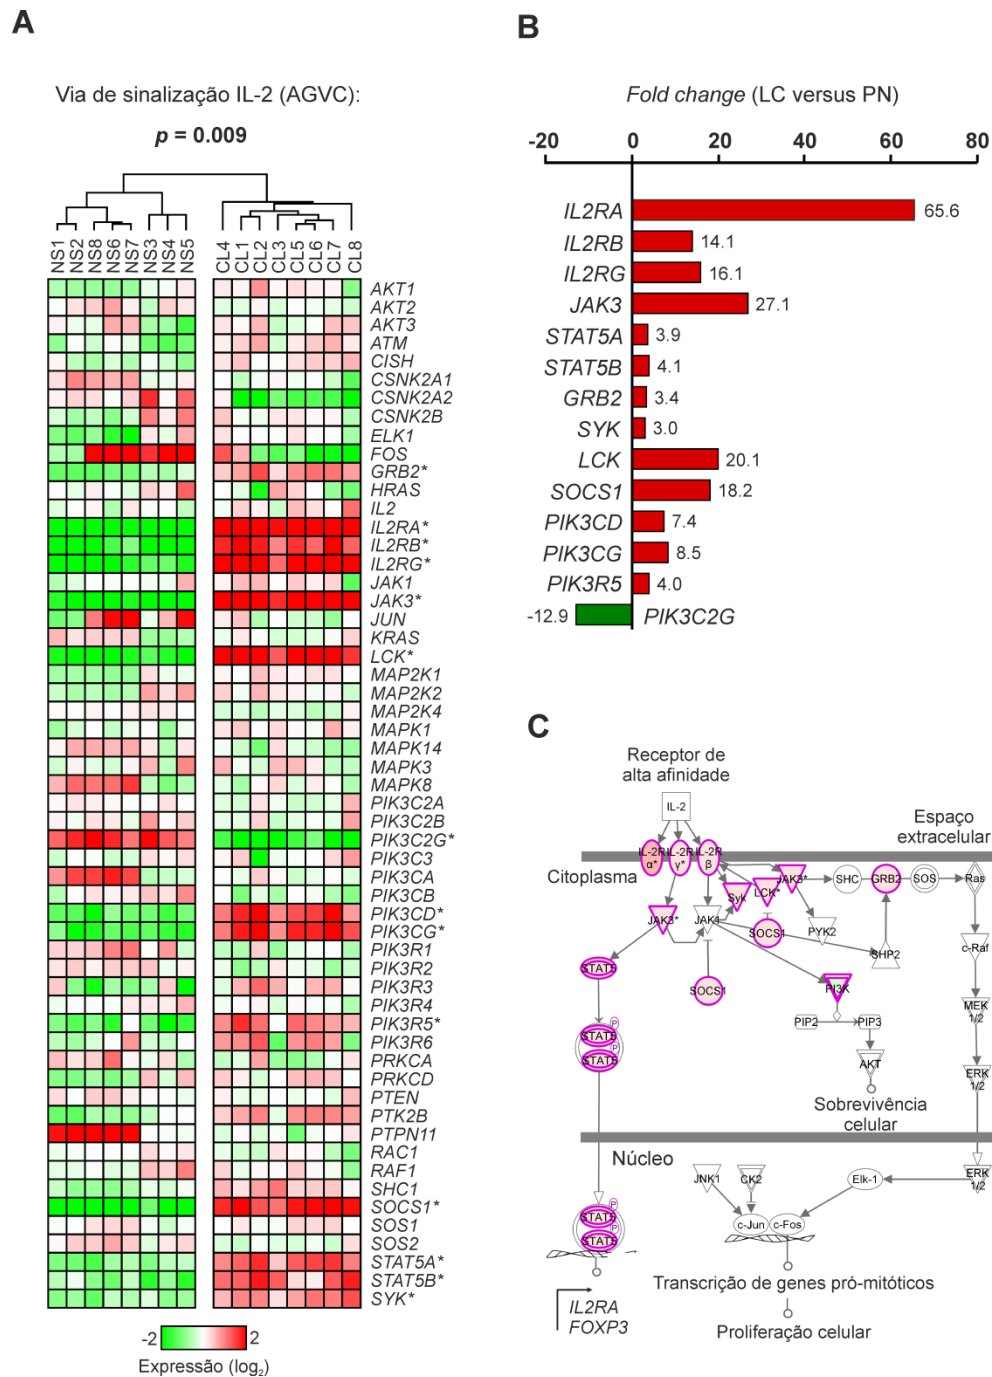 A
Via de sinalização IL-2 (AGVC):
p = 0.009
NS1 NS2 NS8 NS6 NS7 NS3 NS4 NS5 CL4 CL1 CL2 CL3 CL5 CL6 CL7 CL8
AKT1
AKT2
AKT3
ATM
CISH
CSNK2A1
CSNK2A2
CSNK2B
ELK1
FOS
GRB2*
HRAS
IL2
IL2RA*
IL2RB*
IL2RG*
JAK1
JAK3*
JUN
KRAS
LCK*
MAP2K1
MAP2K2
MAP2K4
MAPK1
MAPK14
MAPK3
MAPK8
PIK3C2A
PIK3C2B
PIK3C2G*
PIK3C3
PIK3CA
PIK3CB
PIK3CD*
PIK3CG*
PIK3R1
PIK3R2
PIK3R3
PIK3R4
PIK3R5*
PIK3R6
PRKCA
PRKCD
PTEN
PTK2B
PTPN11
RAC1
RAF1
SHC1
SOCS1*
SOS1
SOS2
STAT5A*
STAT5B*
SYK*
-2 2
Expressão (log2)
B
Fold change (LC versus PN)
-20 0 20 40 60 80
IL2RA 65.6
IL2RB 14.1
IL2RG 16.1
JAK3 27.1
STAT5A 3.9
STAT5B 4.1
GRB2 3.4
SYK 3.0
LCK 20.1
SOCS1 18.2
PIK3CD 7.4
PIK3CG 8.5
PIK3R5 4.0
-12.9 PIK3C2G
C
Receptor de
alta afinidade
IL-2
Espaço
extracelular
IL-2R α* IL-2R γ* IL-2R β
Citoplasma
Syk LCK* JAK3* SHC GRB2 SOS Ras
JAK3* JAK1 SOCS1 PYK2 SHP2 c-Raf
STAT5 SOCS1 PI3K
PIP2 PIP3 MEK 1/2
P
STAT5
P
STAT5
AKT ERK 1/2
Sobrevivência
celular
Núcleo
JNK1 CK2 Elk-1 ERK 1/2
P
STAT5
P
STAT5
c-Jun c-Fos
Transcrição de genes pró-mitóticos
IL2RA
FOXP3
Proliferação celular